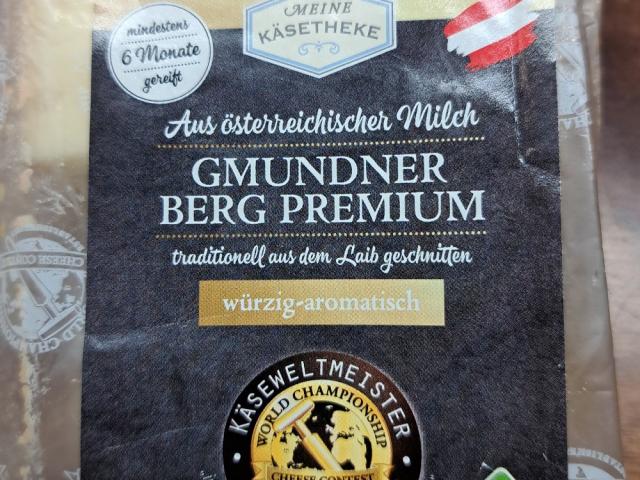 mindestens
6 Monate
gereift
MEINE
KÄSETHEKE
Aus österreichischer Milch
GMUNDNER
BERG PREMIUM
traditionell aus dem Laib geschnitten
würzig-aromatisch
KÄSEWELTMEISTER
WORLD CHAMPIONSHIP
CHEESE CONTEST